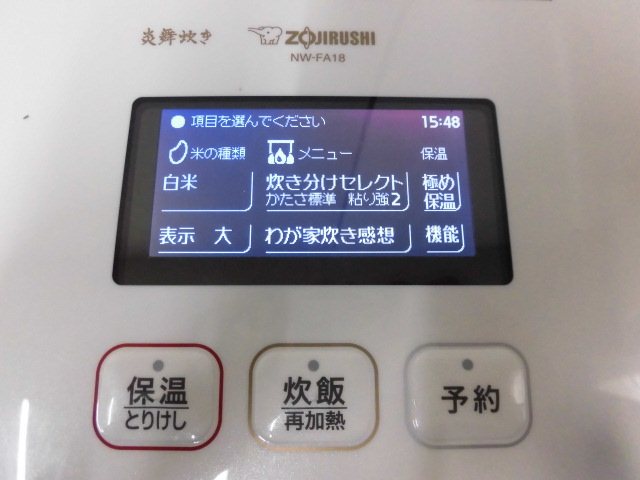 炎舞炊き
ZOJIRUSHI
NW-FA18
項目を選んでください 15:48
米の種類 メニュー 保温
白米 炊き分けセレクト 極め
かたさ標準 粘り強2 保温
表示 大 わが家炊き感想 機能
保温 炊飯 予約
とりけし 再加熱